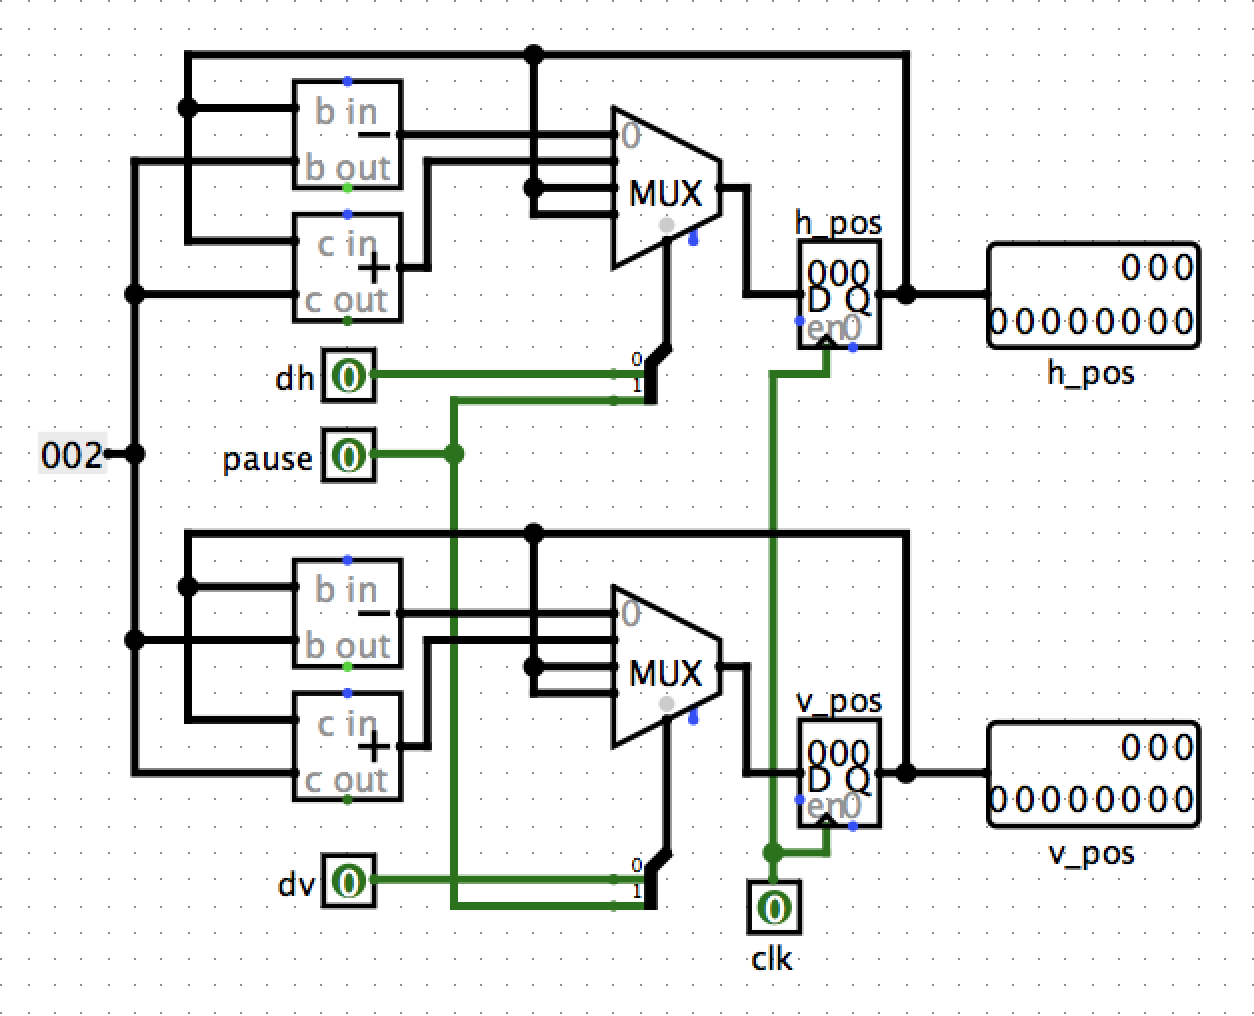 b in
−
b out
0
MUX
c in
+
c out
h_pos
000
D Q
en0
000
00000000
h_pos
dh 0
0
1
002
pause 0
b in
−
b out
0
MUX
c in
+
c out
v_pos
000
D Q
en0
000
00000000
v_pos
dv 0
0
1
0
clk